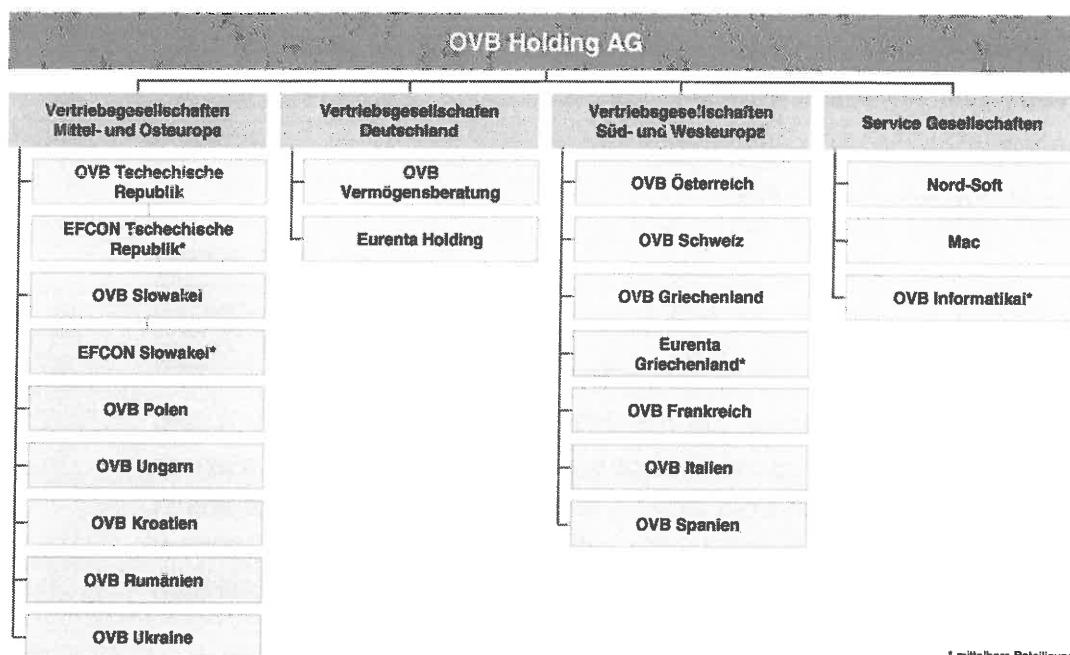 OVB Holding AG
Vertriebsgesellschaften
Mittel- und Osteuropa
OVB Tschechische
Republik
EFCON Tschechische
Republik*
OVB Slowakei
EFCON Slowakei*
OVB Polen
OVB Ungarn
OVB Kroatien
OVB Rumänien
OVB Ukraine
Vertriebsgesellschafen
Deutschland
OVB
Vermögensberatung
Eurenta Holding
Vertriebsgesellschaften
Süd- und Westeuropa
OVB Österreich
OVB Schweiz
OVB Griechenland
Eurenta
Griechenland*
OVB Frankreich
OVB Italien
OVB Spanien
Service Gesellschaften
Nord-Soft
Mac
OVB Informatikai*
* mittelbare Beteiligung